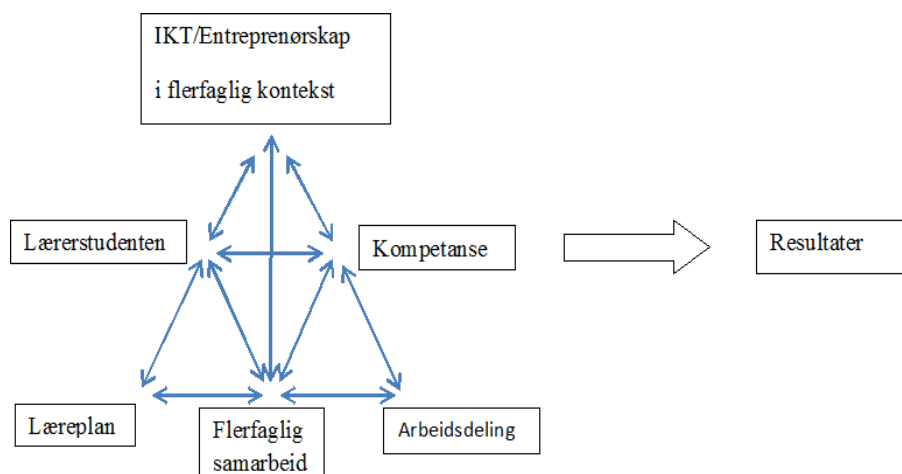 IKT/Entreprenørskap
i flerfaglig kontekst
Lærerstudenten
Kompetanse
Resultater
Læreplan
Flerfaglig
samarbeid
Arbeidsdeling